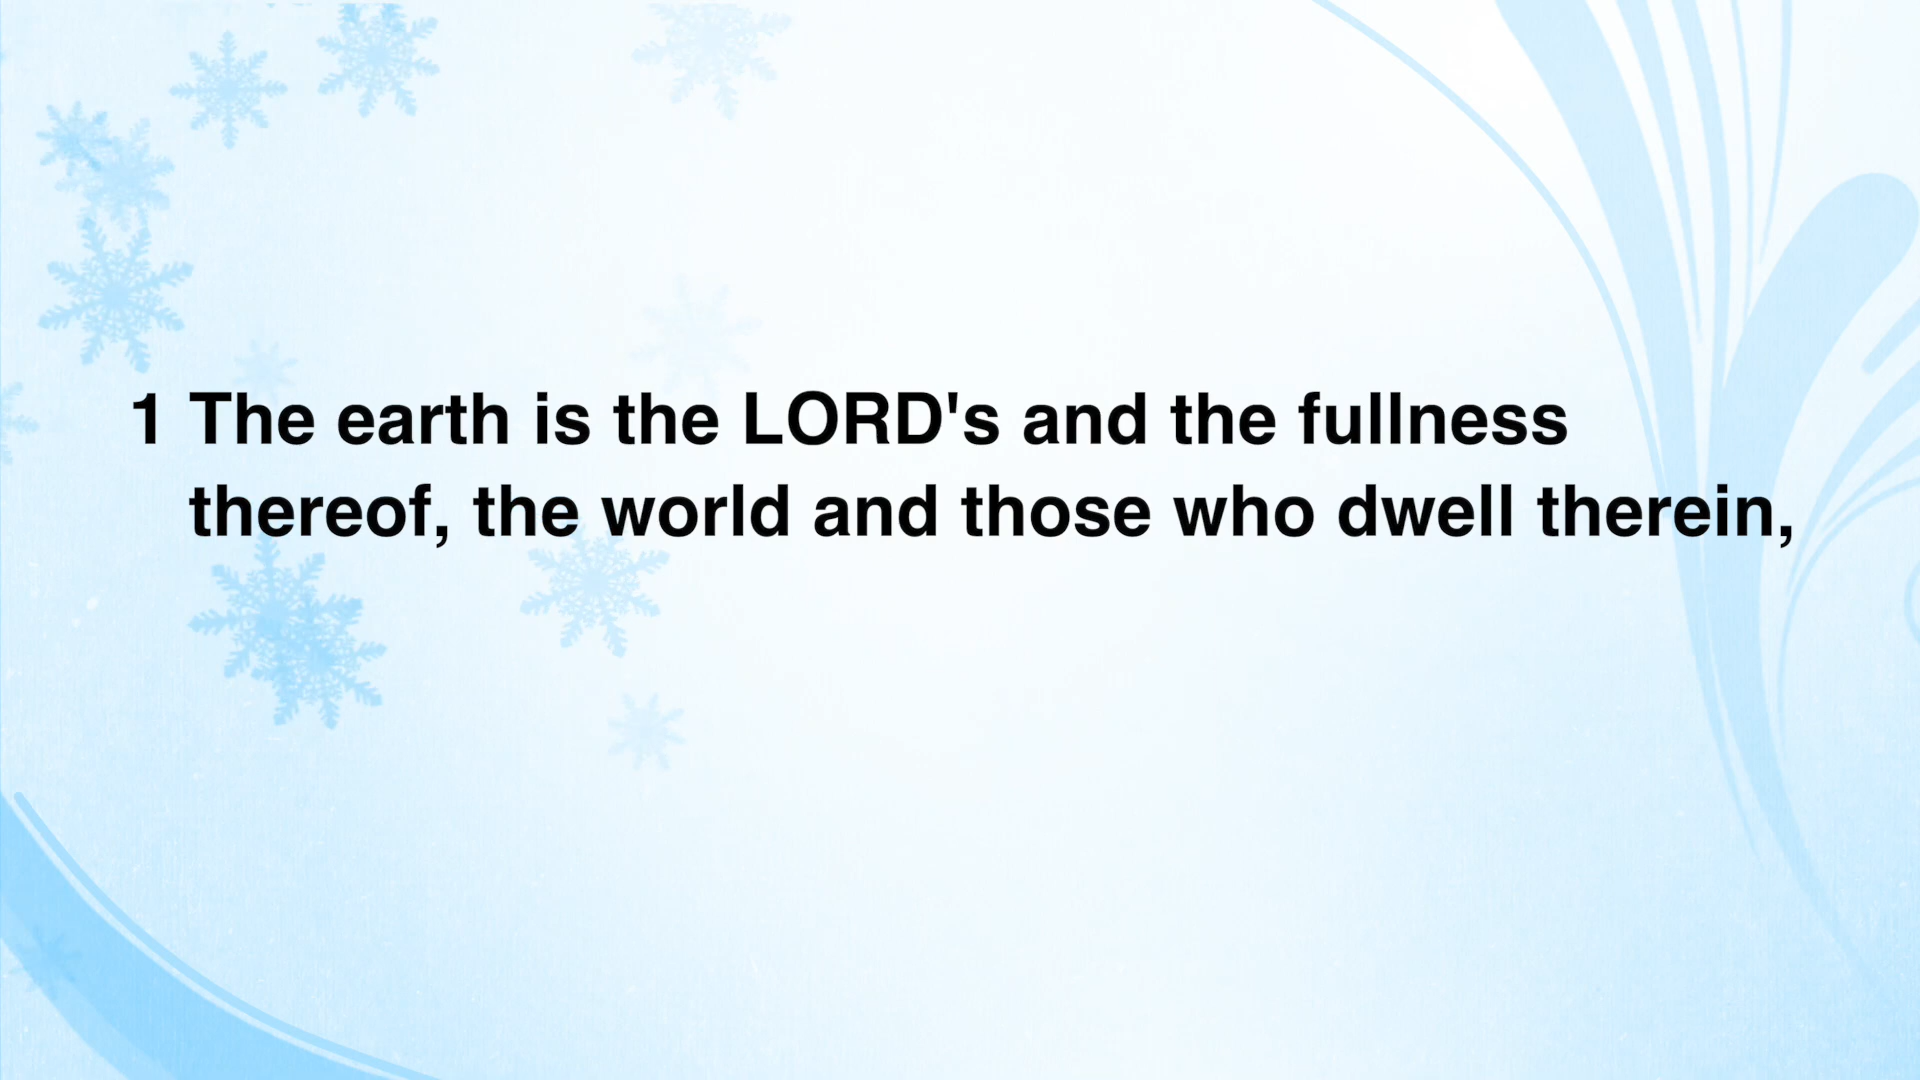 1 The earth is the LORD's and the fullness
thereof, the world and those who dwell therein,